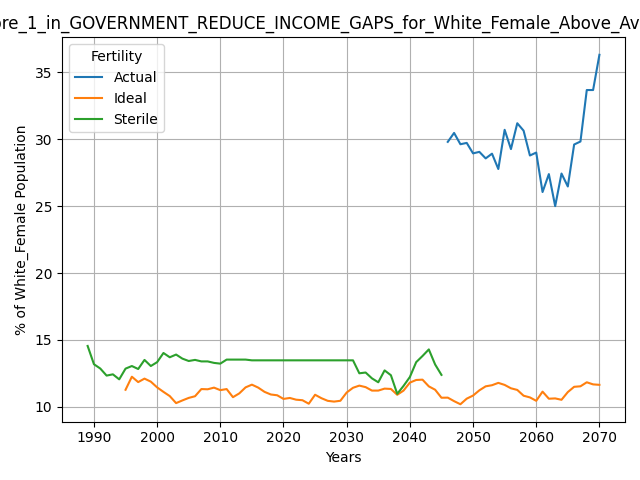 ore_1_in_GOVERNMENT_REDUCE_INCOME_GAPS_for_White_Female_Above_Av
Fertility
Actual
Ideal
Sterile
% of White_Female Population
35
30
25
20
15
10
1990 2000 2010 2020 2030 2040 2050 2060 2070
Years